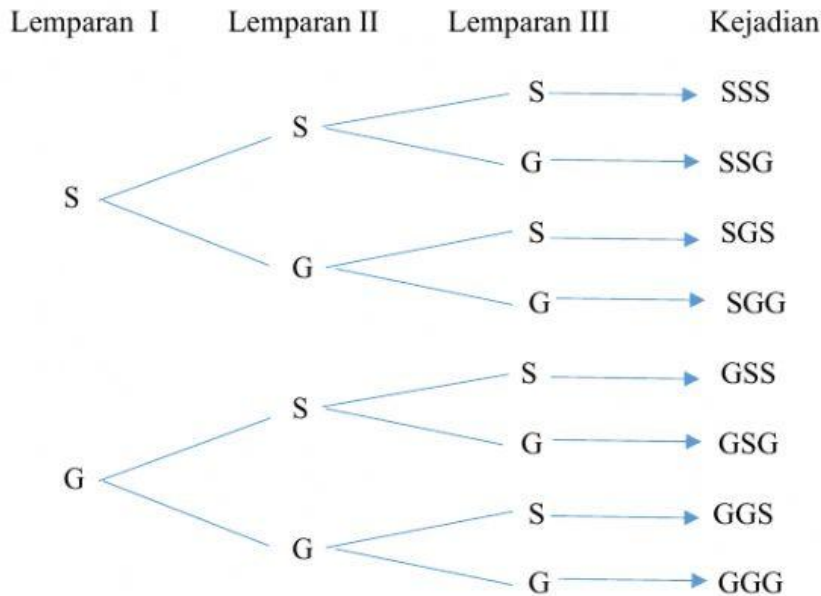 Lemparan I Lemparan II Lemparan III Kejadian
S SSS
S
G SSG
S
S SGS
G
G SGG
S GSS
S
G GSG
G
S GGS
G
G GGG